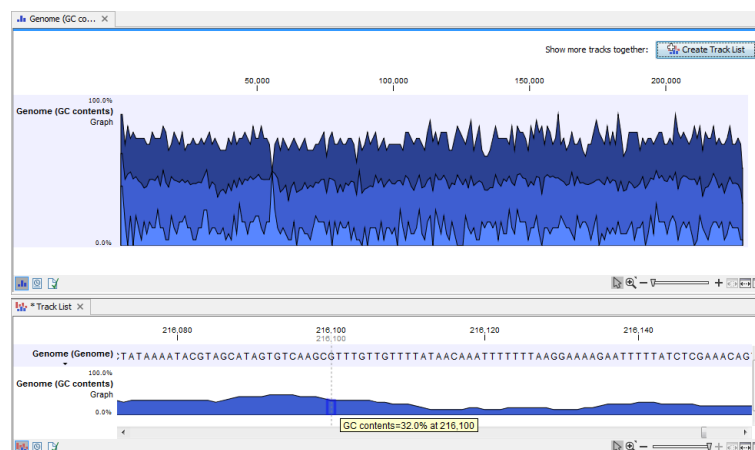 Genome (GC co... ×
Show more tracks together: Create Track List
50,000 100,000 150,000 200,000
100.0%
Genome (GC contents)
Graph
0.0%
* Track List ×
216,080 216,100 216,120 216,140
216,100
Genome (Genome) CTATAAAATACGTAGCATAGTGTCAAGCGTTTGTTGTTTTATAACAAATTTTTTTAAGGAAAAGAATTTTTATCTCGAAACAG
100.0%
Genome (GC contents)
Graph
0.0%
GC contents=32.0% at 216,100